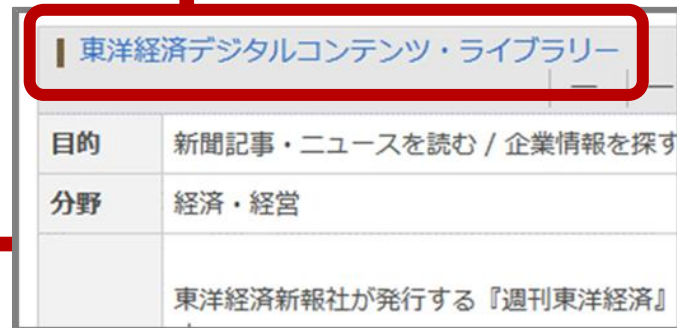 東洋経済デジタルコンテンツ・ライブラリー
目的 新聞記事・ニュースを読む / 企業情報を探す
分野 経済・経営
東洋経済新報社が発行する『週刊東洋経済』